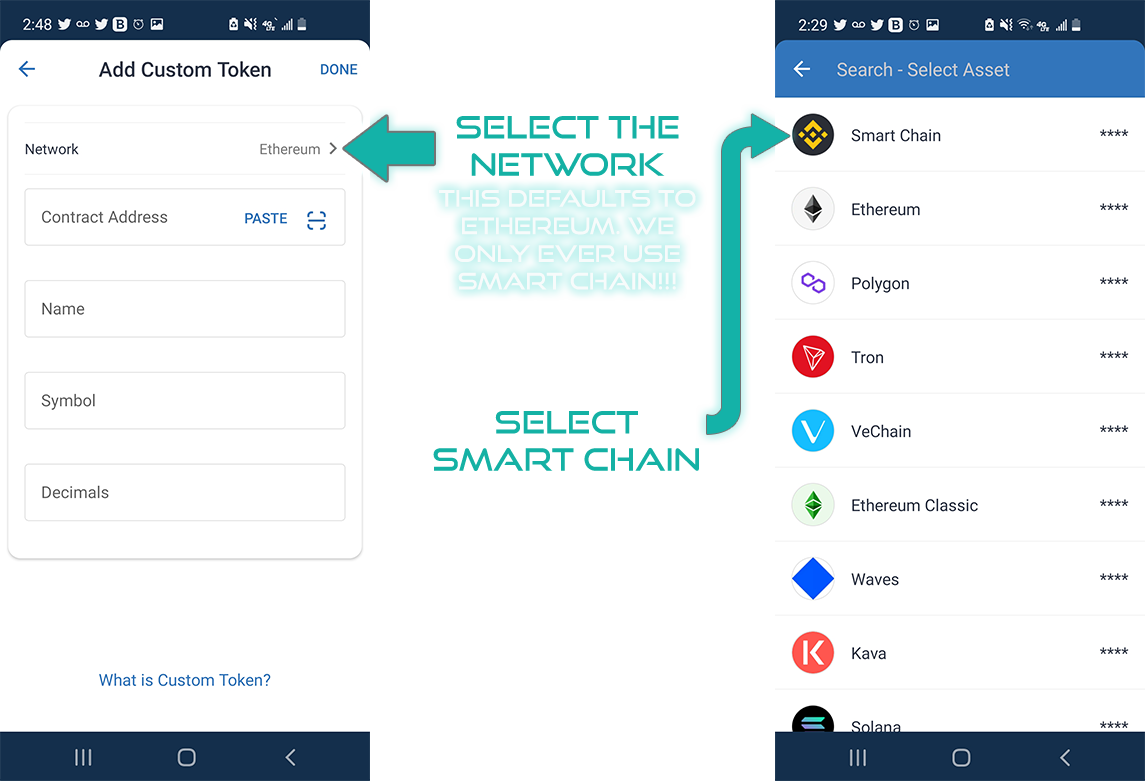 2:48
Add Custom Token DONE
Network Ethereum
Contract Address PASTE
Name
Symbol
Decimals
What is Custom Token?
SELECT THE
NETWORK
THIS DEFAULTS TO
ETHEREUM. WE
ONLY EVER USE
SMART CHAIN!!!
SELECT
SMART CHAIN
2:29
Search - Select Asset
Smart Chain ****
Ethereum ****
Polygon ****
Tron ****
VeChain ****
Ethereum Classic ****
Waves ****
Kava ****
Solana ****